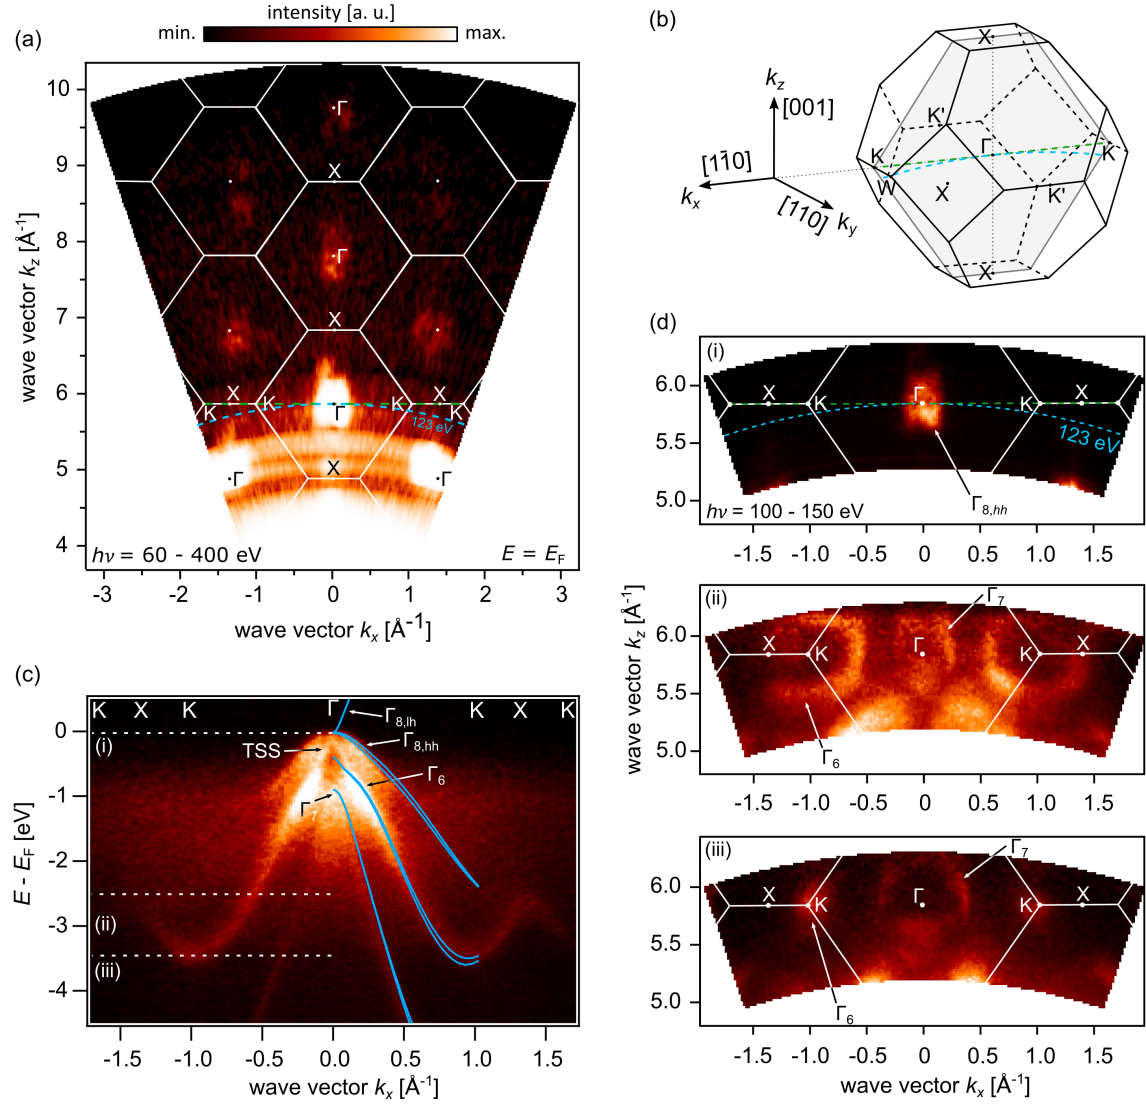 (a)
intensity [a. u.]
min.
max.
10
9
8
7
6
5
4
wave vector kz [Å-1]
Γ
X
Γ
X
X
X
K
K
Γ
K
K
123 eV
Γ
X
Γ
hν = 60 - 400 eV
E = EF
-3
-2
-1
0
1
2
3
wave vector kx [Å-1]
(b)
kz
[001]
[11̄0]
kx
[110]
ky
X
K'
K
Γ
K
W
X
K'
X
(c)
K
X
K
Γ
K
X
K
Γ8,lh
Γ8,hh
TSS
Γ6
Γ7
(i)
(ii)
(iii)
0
-1
-2
-3
-4
E - EF [eV]
-1.5
-1.0
-0.5
0.0
0.5
1.0
1.5
wave vector kx [Å-1]
(d)
(i)
6.0
5.5
5.0
X
K
Γ
K
X
123 eV
Γ8,hh
hν = 100 - 150 eV
-1.5
-1.0
-0.5
0
0.5
1.0
1.5
(ii)
Γ7
6.0
5.5
5.0
X
K
Γ
K
X
Γ6
wave vector kz [Å-1]
-1.5
-1.0
-0.5
0
0.5
1.0
1.5
(iii)
Γ7
6.0
5.5
5.0
X
K
Γ
K
X
Γ6
-1.5
-1.0
-0.5
0
0.5
1.0
1.5
wave vector kx [Å-1]